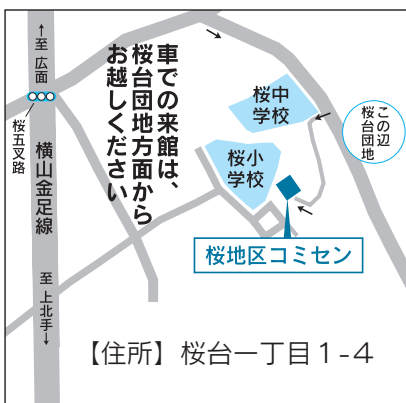 ←至 広面
桜五叉路
横山金足線
至 上北手→
車での来館は、
桜台団地方面から
お越しください
桜中
学校
桜小
学校
この辺
桜台団地
桜地区コミセン
【住所】桜台一丁目1-4